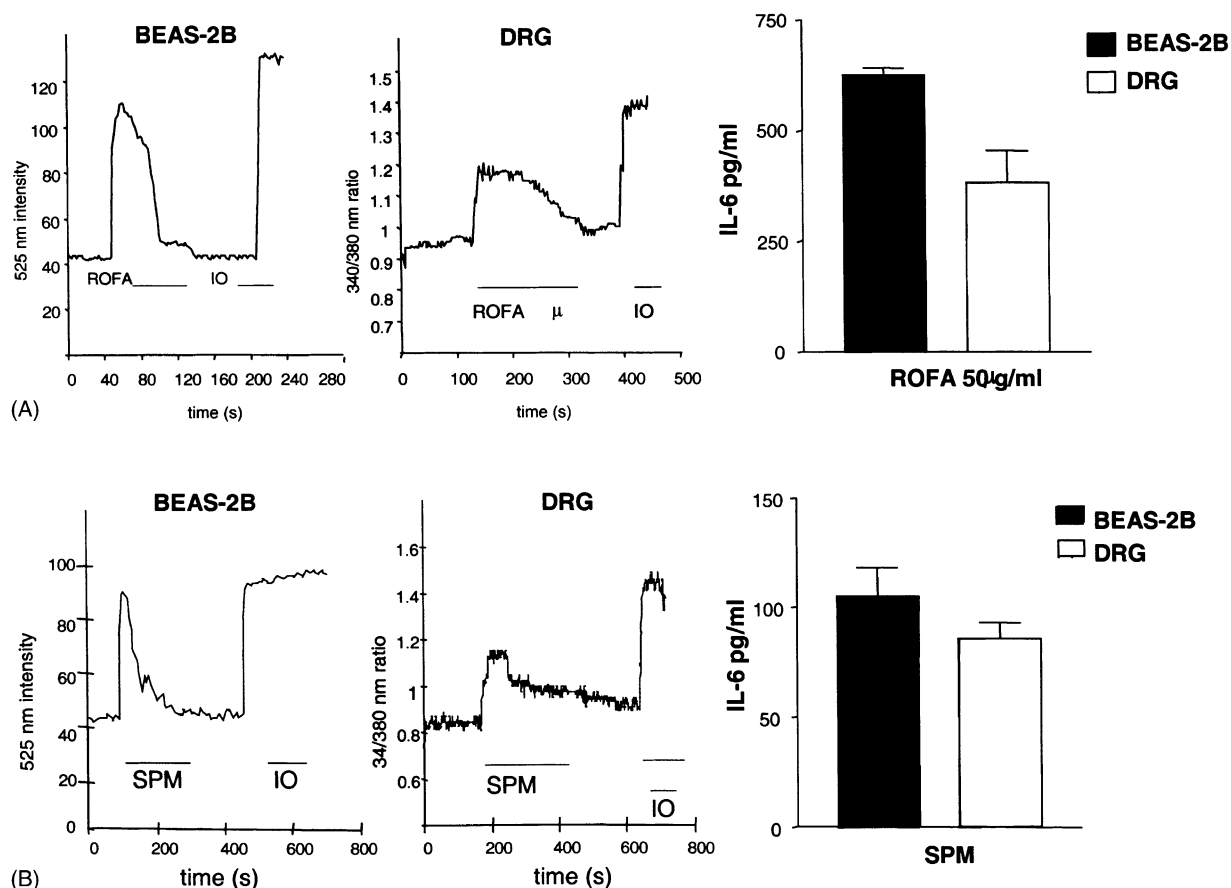 BEAS-2B
525 nm intensity
120
100
80
60
40
20
ROFA
IO
0 40 80 120 160 200 240 280
time (s)
(A)
DRG
340/380 nm ratio
1.5
1.4
1.3
1.2
1.1
1
0.9
0.8
0.7
ROFA μ
IO
0 100 200 300 400 500
time (s)
IL-6 pg/ml
750
500
250
0
BEAS-2B
DRG
ROFA 50μg/ml
BEAS-2B
525 nm intensity
100
80
60
40
20
0
SPM
IO
0 200 400 600 800
time (s)
(B)
DRG
34/380 nm ratio
1.6
1.4
1.2
1
0.8
0.6
SPM
IO
0 200 400 600 800
time (s)
IL-6 pg/ml
150
100
50
0
BEAS-2B
DRG
SPM